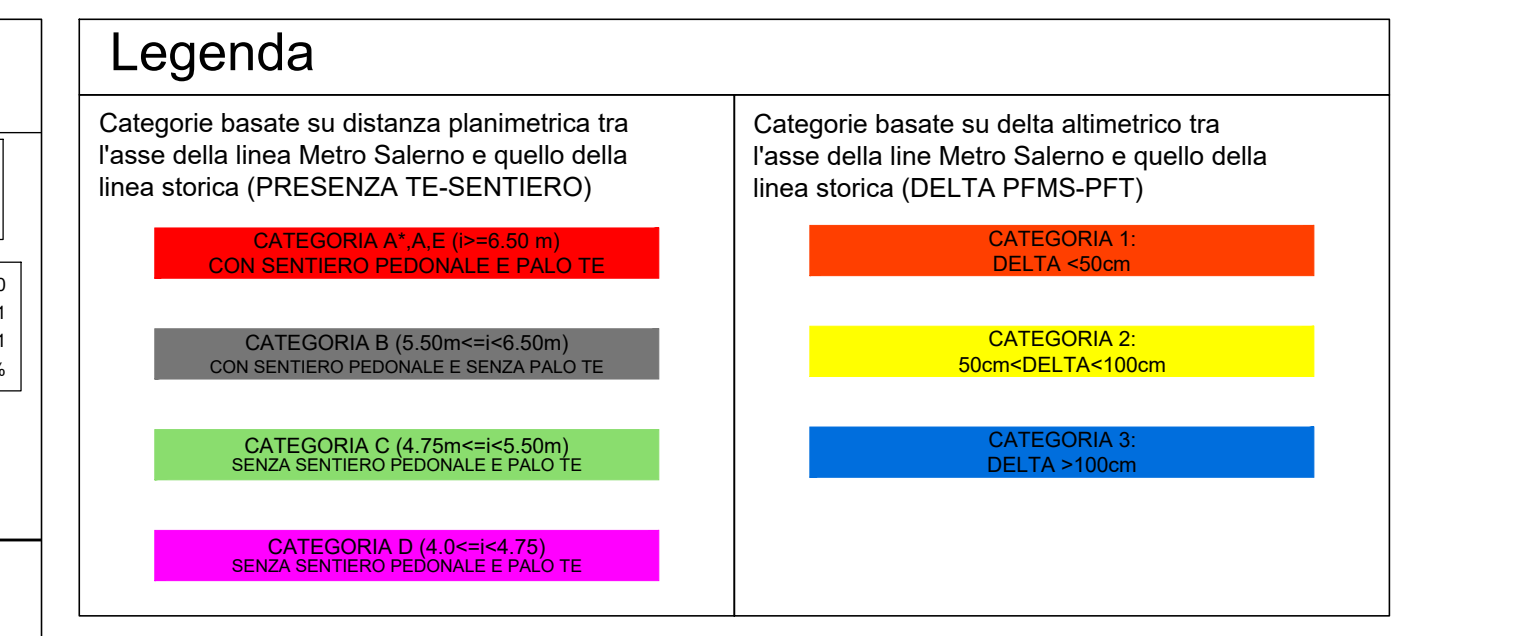 Legenda
Categorie basate su distanza planimetrica tra
l'asse della linea Metro Salerno e quello della
linea storica (PRESENZA TE-SENTIERO)
CATEGORIA A*,A,E (i>=6.50 m)
CON SENTIERO PEDONALE E PALO TE
CATEGORIA B (5.50m<=i<6.50m)
CON SENTIERO PEDONALE E SENZA PALO TE
CATEGORIA C (4.75m<=i<5.50m)
SENZA SENTIERO PEDONALE E PALO TE
CATEGORIA D (4.0<=i<4.75)
SENZA SENTIERO PEDONALE E PALO TE
Categorie basate su delta altimetrico tra
l'asse della line Metro Salerno e quello della
linea storica (DELTA PFMS-PFT)
CATEGORIA 1:
DELTA <50cm
CATEGORIA 2:
50cm<DELTA<100cm
CATEGORIA 3:
DELTA >100cm